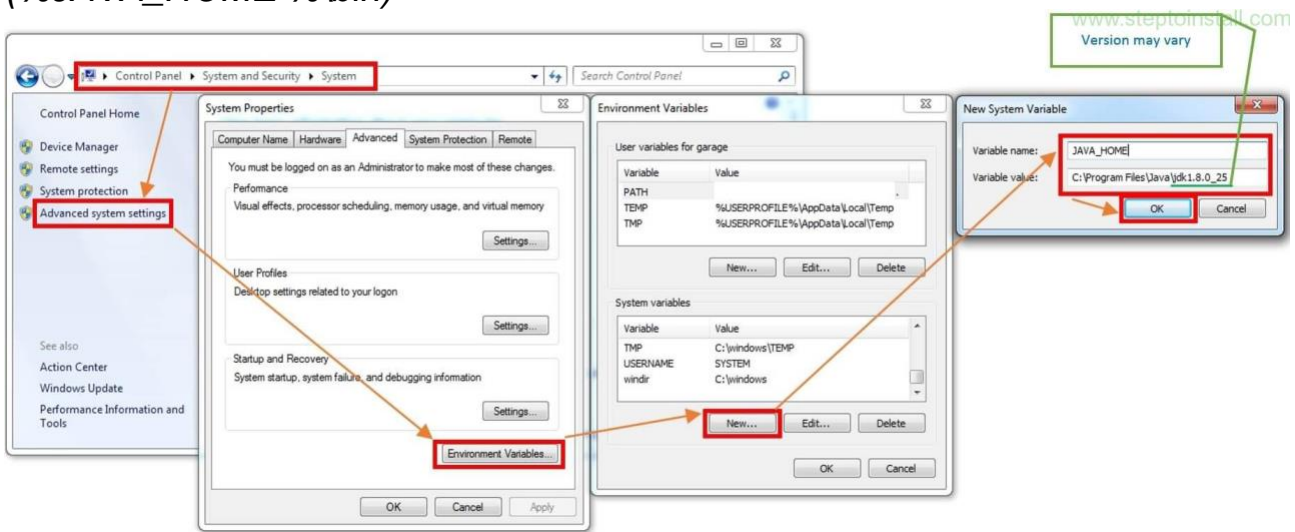 (%JAVA_HOME%\bin)
www.steptoinstall.com
Version may vary
Control Panel ▸ System and Security ▸ System
Search Control Panel
Control Panel Home
Device Manager
Remote settings
System protection
Advanced system settings
See also
Action Center
Windows Update
Performance Information and
Tools
System Properties
Computer Name Hardware Advanced System Protection Remote
You must be logged on as an Administrator to make most of these changes.
Performance
Visual effects, processor scheduling, memory usage, and virtual memory
Settings...
User Profiles
Desktop settings related to your logon
Settings...
Startup and Recovery
System startup, system failure, and debugging information
Settings...
Environment Variables...
OK Cancel Apply
Environment Variables
User variables for garage
Variable Value
PATH
TEMP %USERPROFILE%\AppData\Local\Temp
TMP %USERPROFILE%\AppData\Local\Temp
New... Edit... Delete
System variables
Variable Value
TMP C:\windows\TEMP
USERNAME SYSTEM
windir C:\windows
New... Edit... Delete
OK Cancel
New System Variable
Variable name: JAVA_HOME
Variable value: C:\Program Files\Java\jdk1.8.0_25
OK Cancel